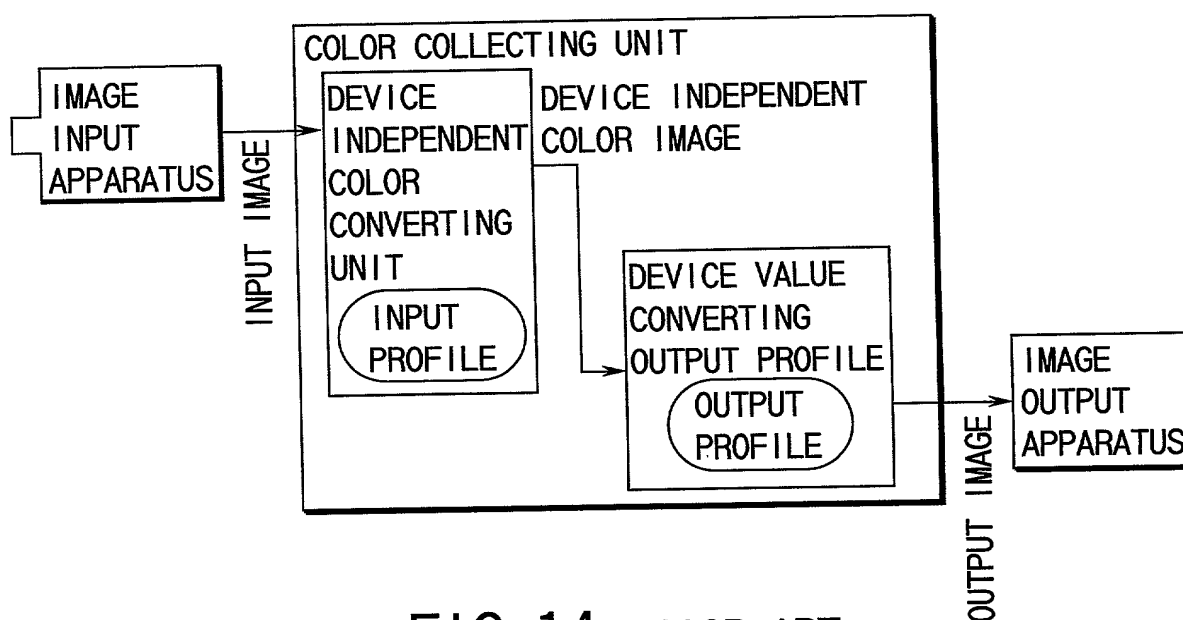 COLOR COLLECTING UNIT
IMAGE
INPUT
APPARATUS
INPUT IMAGE
DEVICE
INDEPENDENT
COLOR
CONVERTING
UNIT
INPUT
PROFILE
DEVICE INDEPENDENT
COLOR IMAGE
DEVICE VALUE
CONVERTING
OUTPUT PROFILE
OUTPUT
PROFILE
OUTPUT IMAGE
IMAGE
OUTPUT
APPARATUS